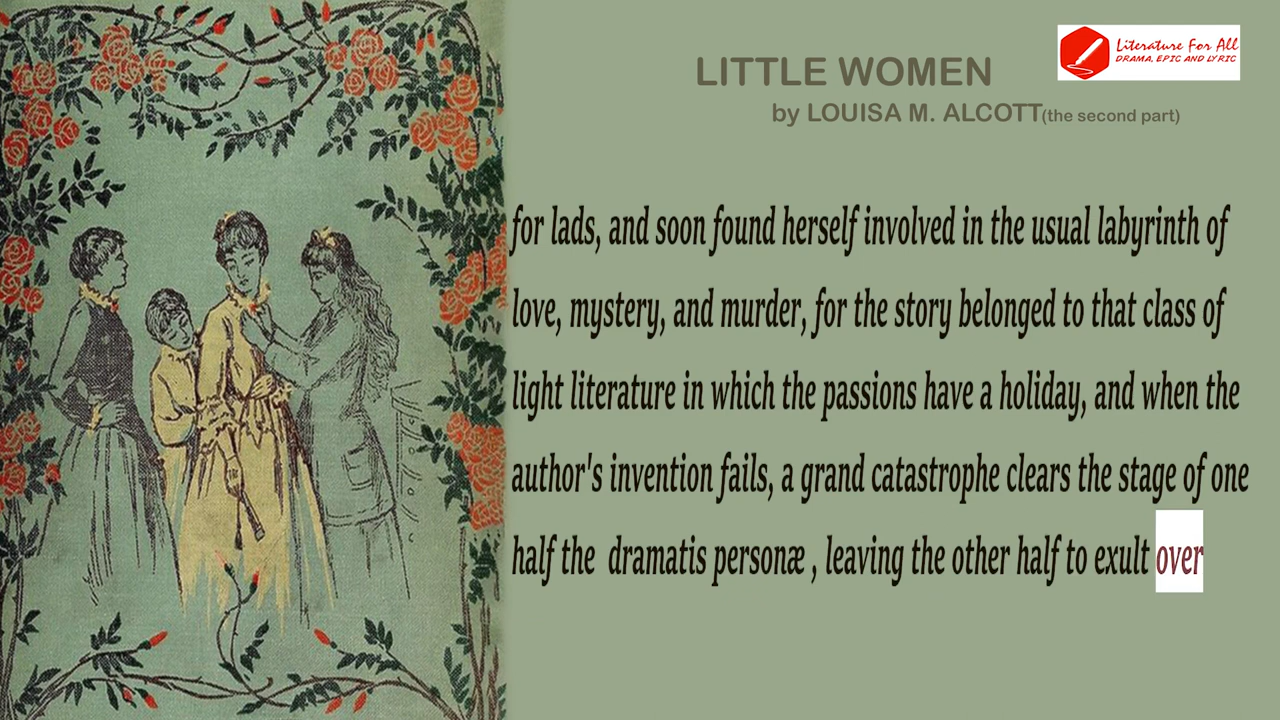 LITTLE WOMEN
by LOUISA M. ALCOTT(the second part)
Literature For All
DRAMA, EPIC AND LYRIC
for lads, and soon found herself involved in the usual labyrinth of
love, mystery, and murder, for the story belonged to that class of
light literature in which the passions have a holiday, and when the
author's invention fails, a grand catastrophe clears the stage of one
half the dramatis personæ , leaving the other half to exult over